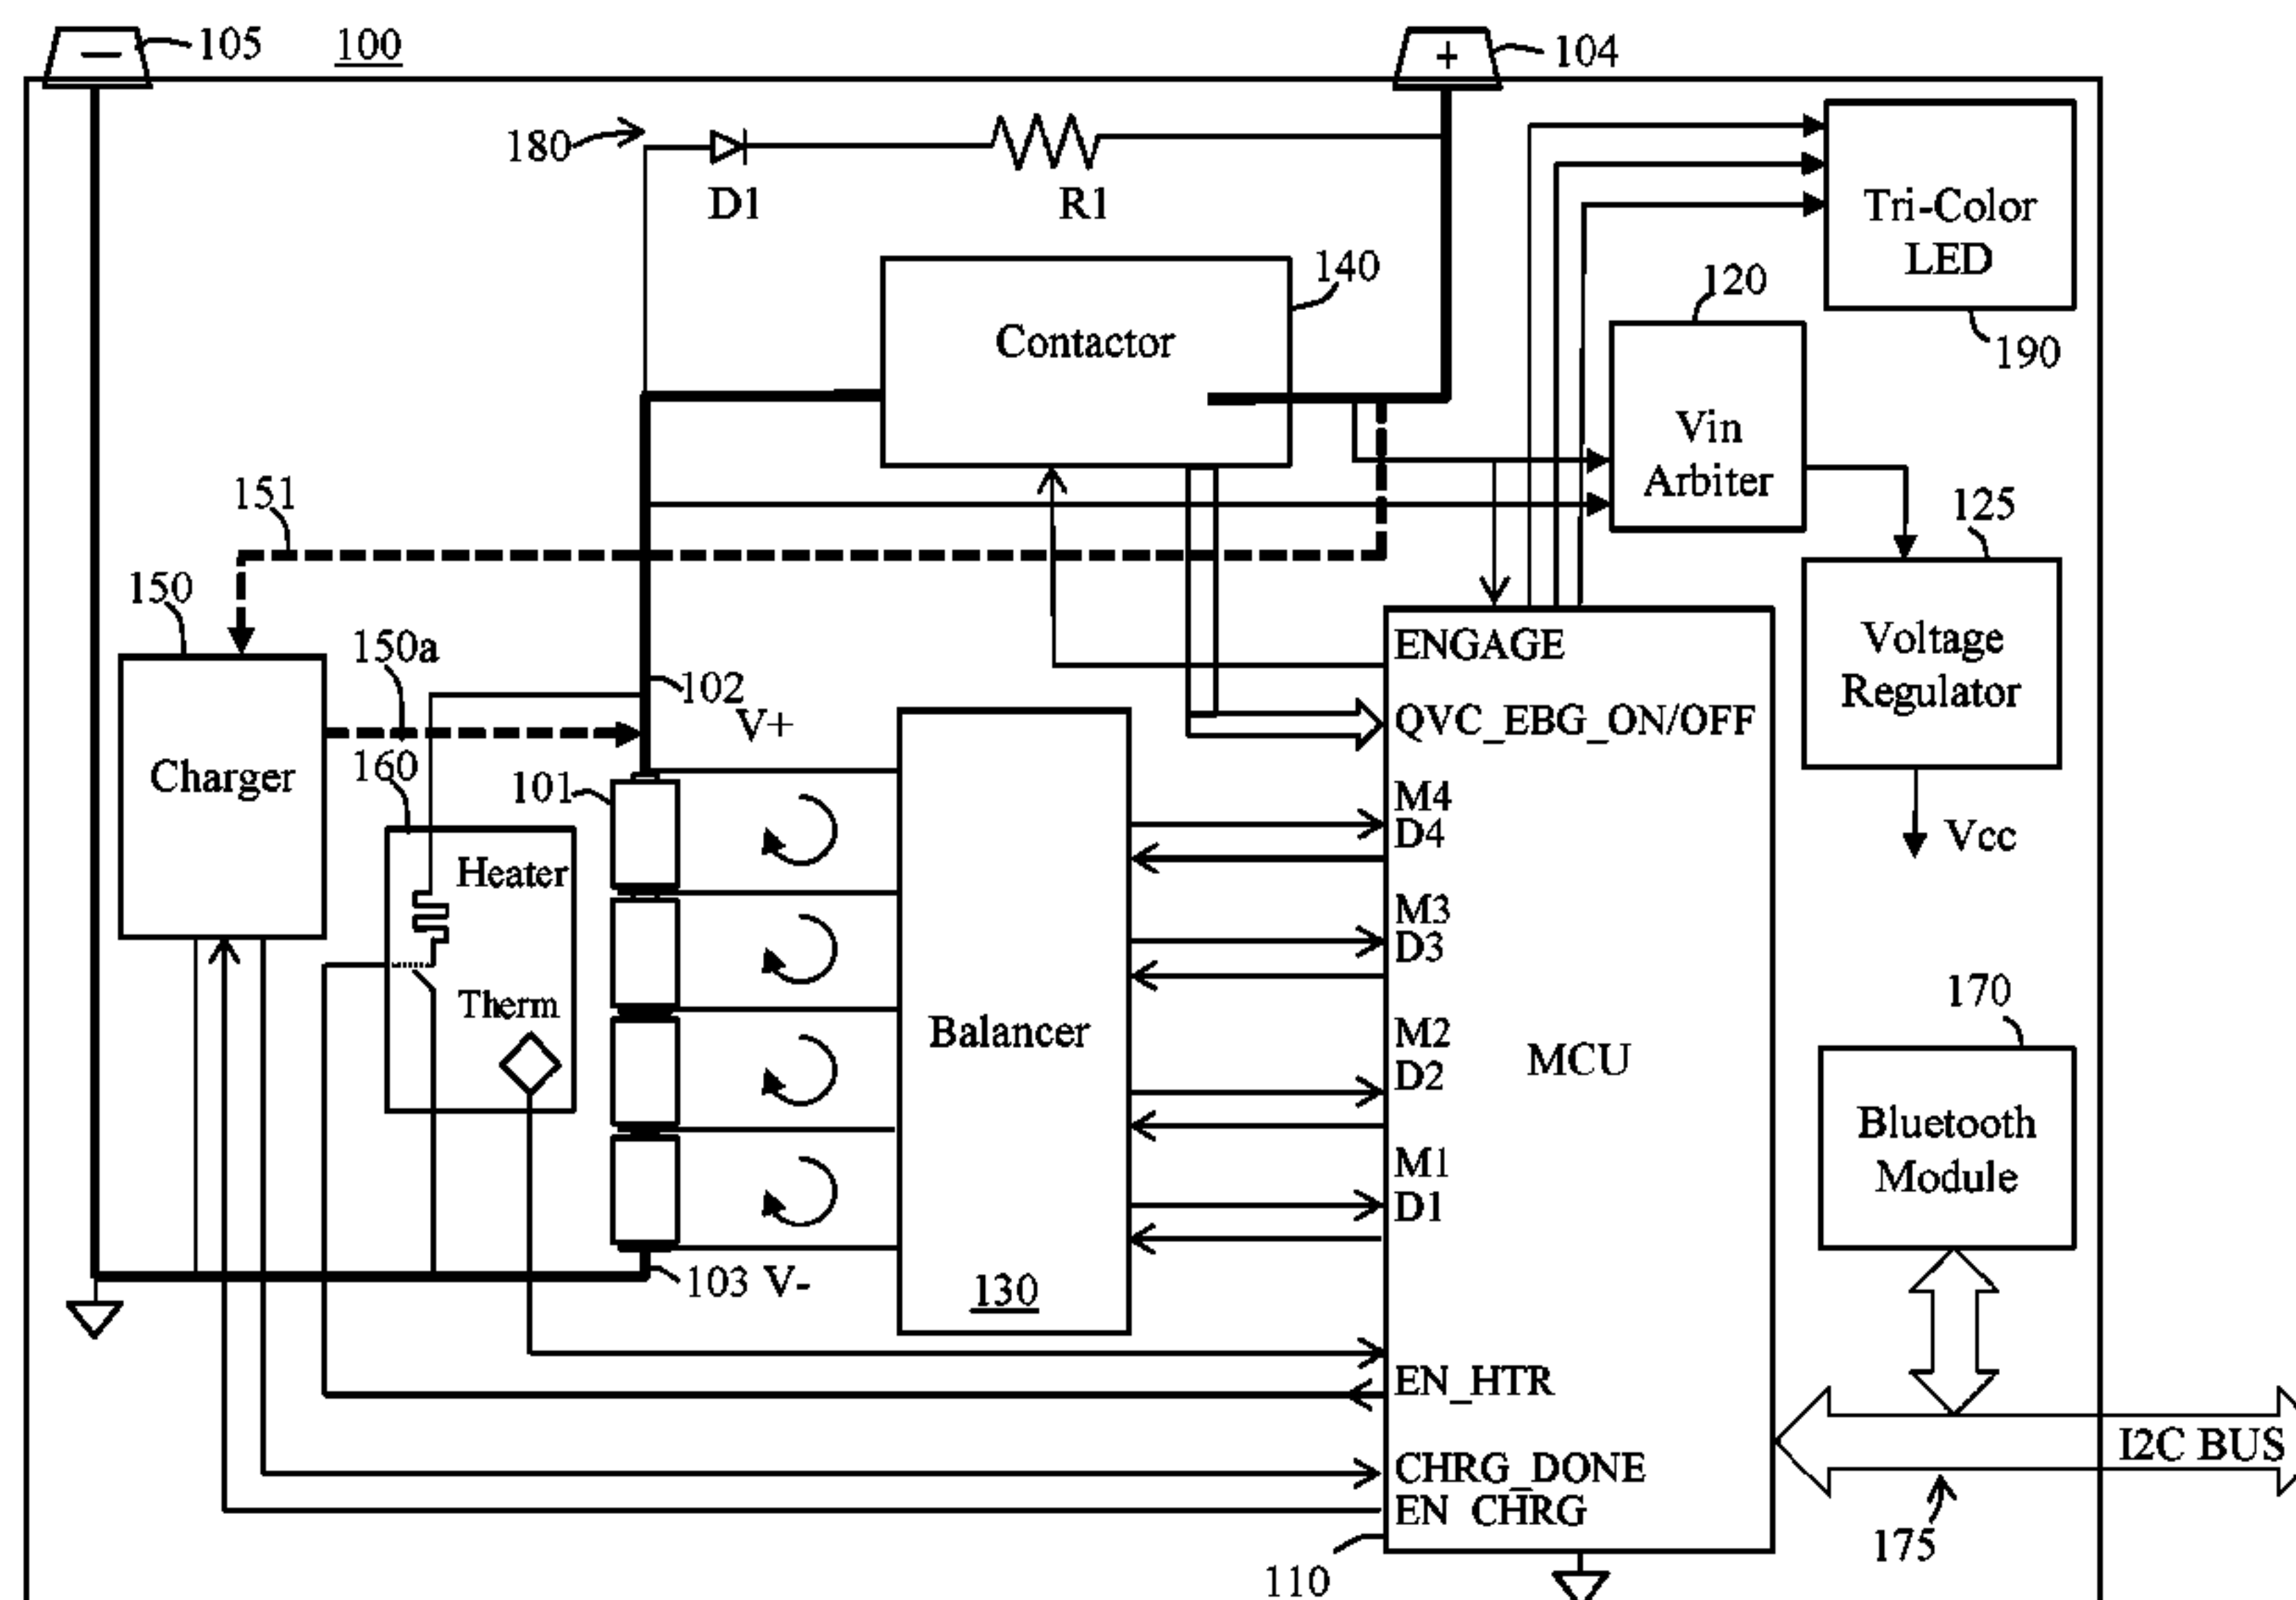 105
100
104
−
+
180
D1
R1
Tri-Color
LED
190
140
Contactor
120
Vin
Arbiter
151
125
Voltage
Regulator
Vcc
150
150a
Charger
102
V+
160
101
Heater
Therm
Balancer
130
103 V-
ENGAGE
QVC_EBG_ON/OFF
M4
D4
M3
D3
M2
D2
MCU
M1
D1
EN_HTR
CHRG_DONE
EN CHRG
110
170
Bluetooth
Module
I2C BUS
175